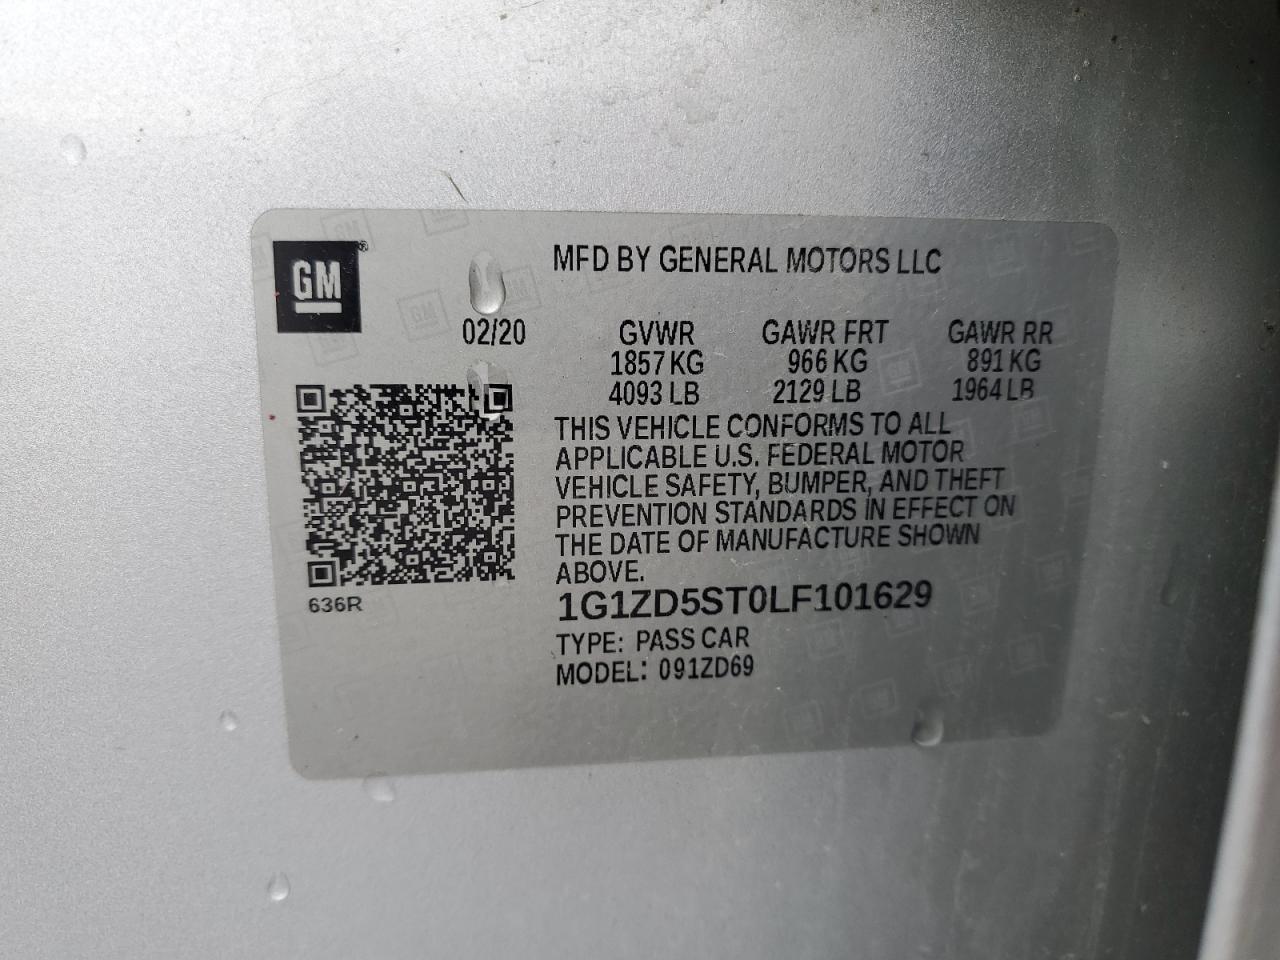 GM®
MFD BY GENERAL MOTORS LLC
02/20 GVWR GAWR FRT GAWR RR
1857 KG 966 KG 891 KG
4093 LB 2129 LB 1964 LB
THIS VEHICLE CONFORMS TO ALL
APPLICABLE U.S. FEDERAL MOTOR
VEHICLE SAFETY, BUMPER, AND THEFT
PREVENTION STANDARDS IN EFFECT ON
THE DATE OF MANUFACTURE SHOWN
ABOVE.
636R
1G1ZD5ST0LF101629
TYPE: PASS CAR
MODEL: 091ZD69